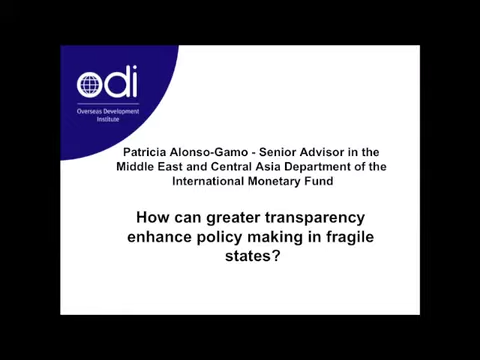 odi
Overseas Development
Institute
Patricia Alonso-Gamo - Senior Advisor in the
Middle East and Central Asia Department of the
International Monetary Fund
How can greater transparency
enhance policy making in fragile
states?